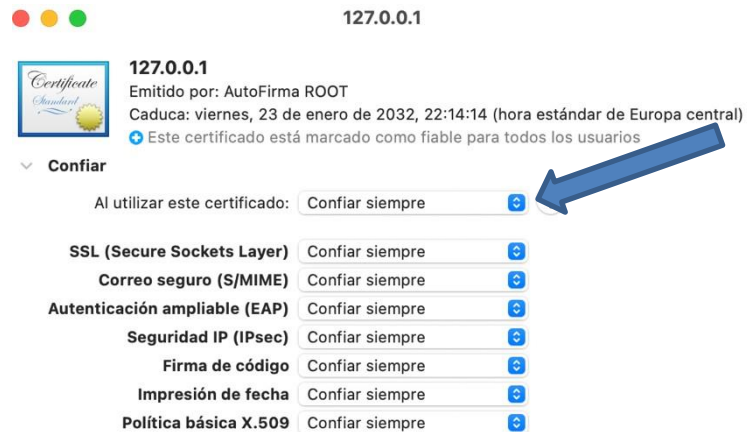 127.0.0.1
Certificate
Standard
127.0.0.1
Emitido por: AutoFirma ROOT
Caduca: viernes, 23 de enero de 2032, 22:14:14 (hora estándar de Europa central)
Este certificado está marcado como fiable para todos los usuarios
Confiar
Al utilizar este certificado: Confiar siempre
SSL (Secure Sockets Layer) Confiar siempre
Correo seguro (S/MIME) Confiar siempre
Autenticación ampliable (EAP) Confiar siempre
Seguridad IP (IPsec) Confiar siempre
Firma de código Confiar siempre
Impresión de fecha Confiar siempre
Política básica X.509 Confiar siempre